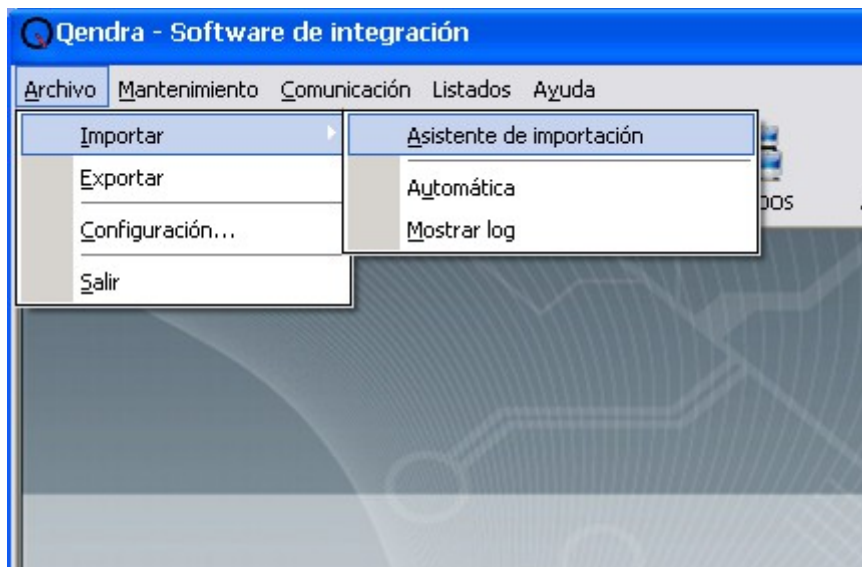 Qendra - Software de integración
Archivo Mantenimiento Comunicación Listados Ayuda
Importar Asistente de importación
Exportar Automática
Configuración... Mostrar log
Salir